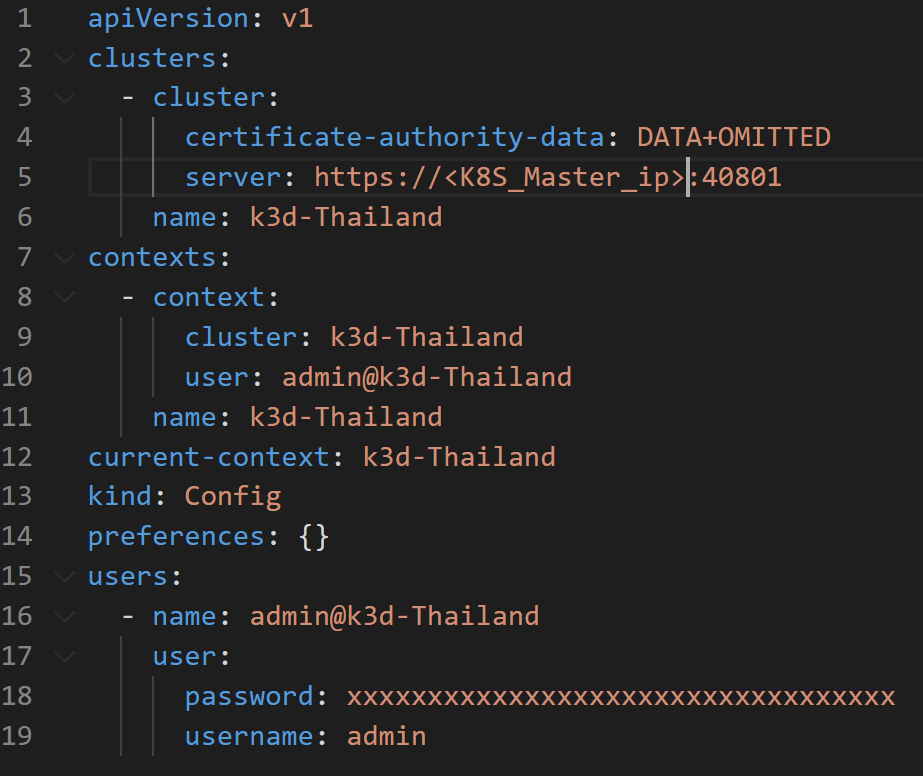 1 apiVersion: v1
2 clusters:
3 - cluster:
4 certificate-authority-data: DATA+OMITTED
5 server: https://<K8S_Master_ip>:40801
6 name: k3d-Thailand
7 contexts:
8 - context:
9 cluster: k3d-Thailand
10 user: admin@k3d-Thailand
11 name: k3d-Thailand
12 current-context: k3d-Thailand
13 kind: Config
14 preferences: {}
15 users:
16 - name: admin@k3d-Thailand
17 user:
18 password: xxxxxxxxxxxxxxxxxxxxxxxxxxxxxxxxxx
19 username: admin